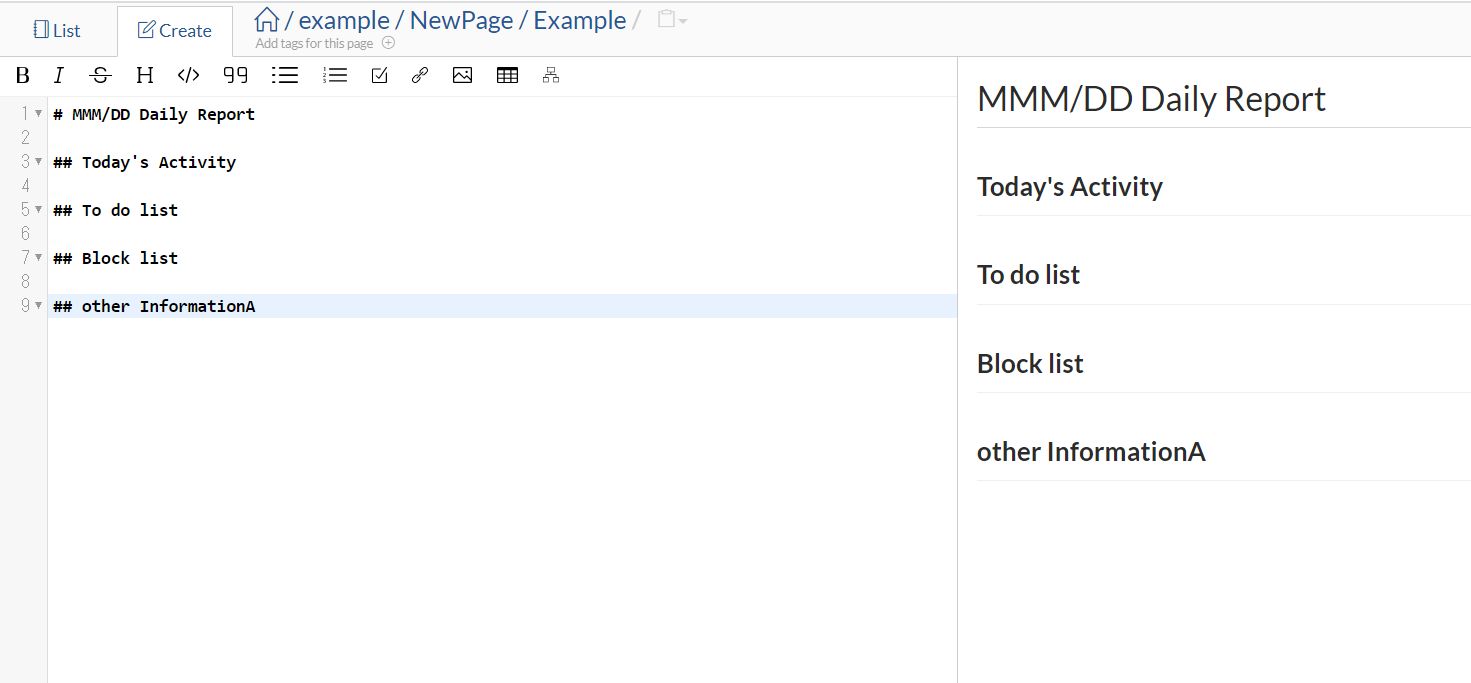 List
Create
/ example / NewPage / Example /
Add tags for this page
B I S H </> 99
1 # MMM/DD Daily Report
2
3 ## Today's Activity
4
5 ## To do list
6
7 ## Block list
8
9 ## other InformationA
MMM/DD Daily Report
Today's Activity
To do list
Block list
other InformationA